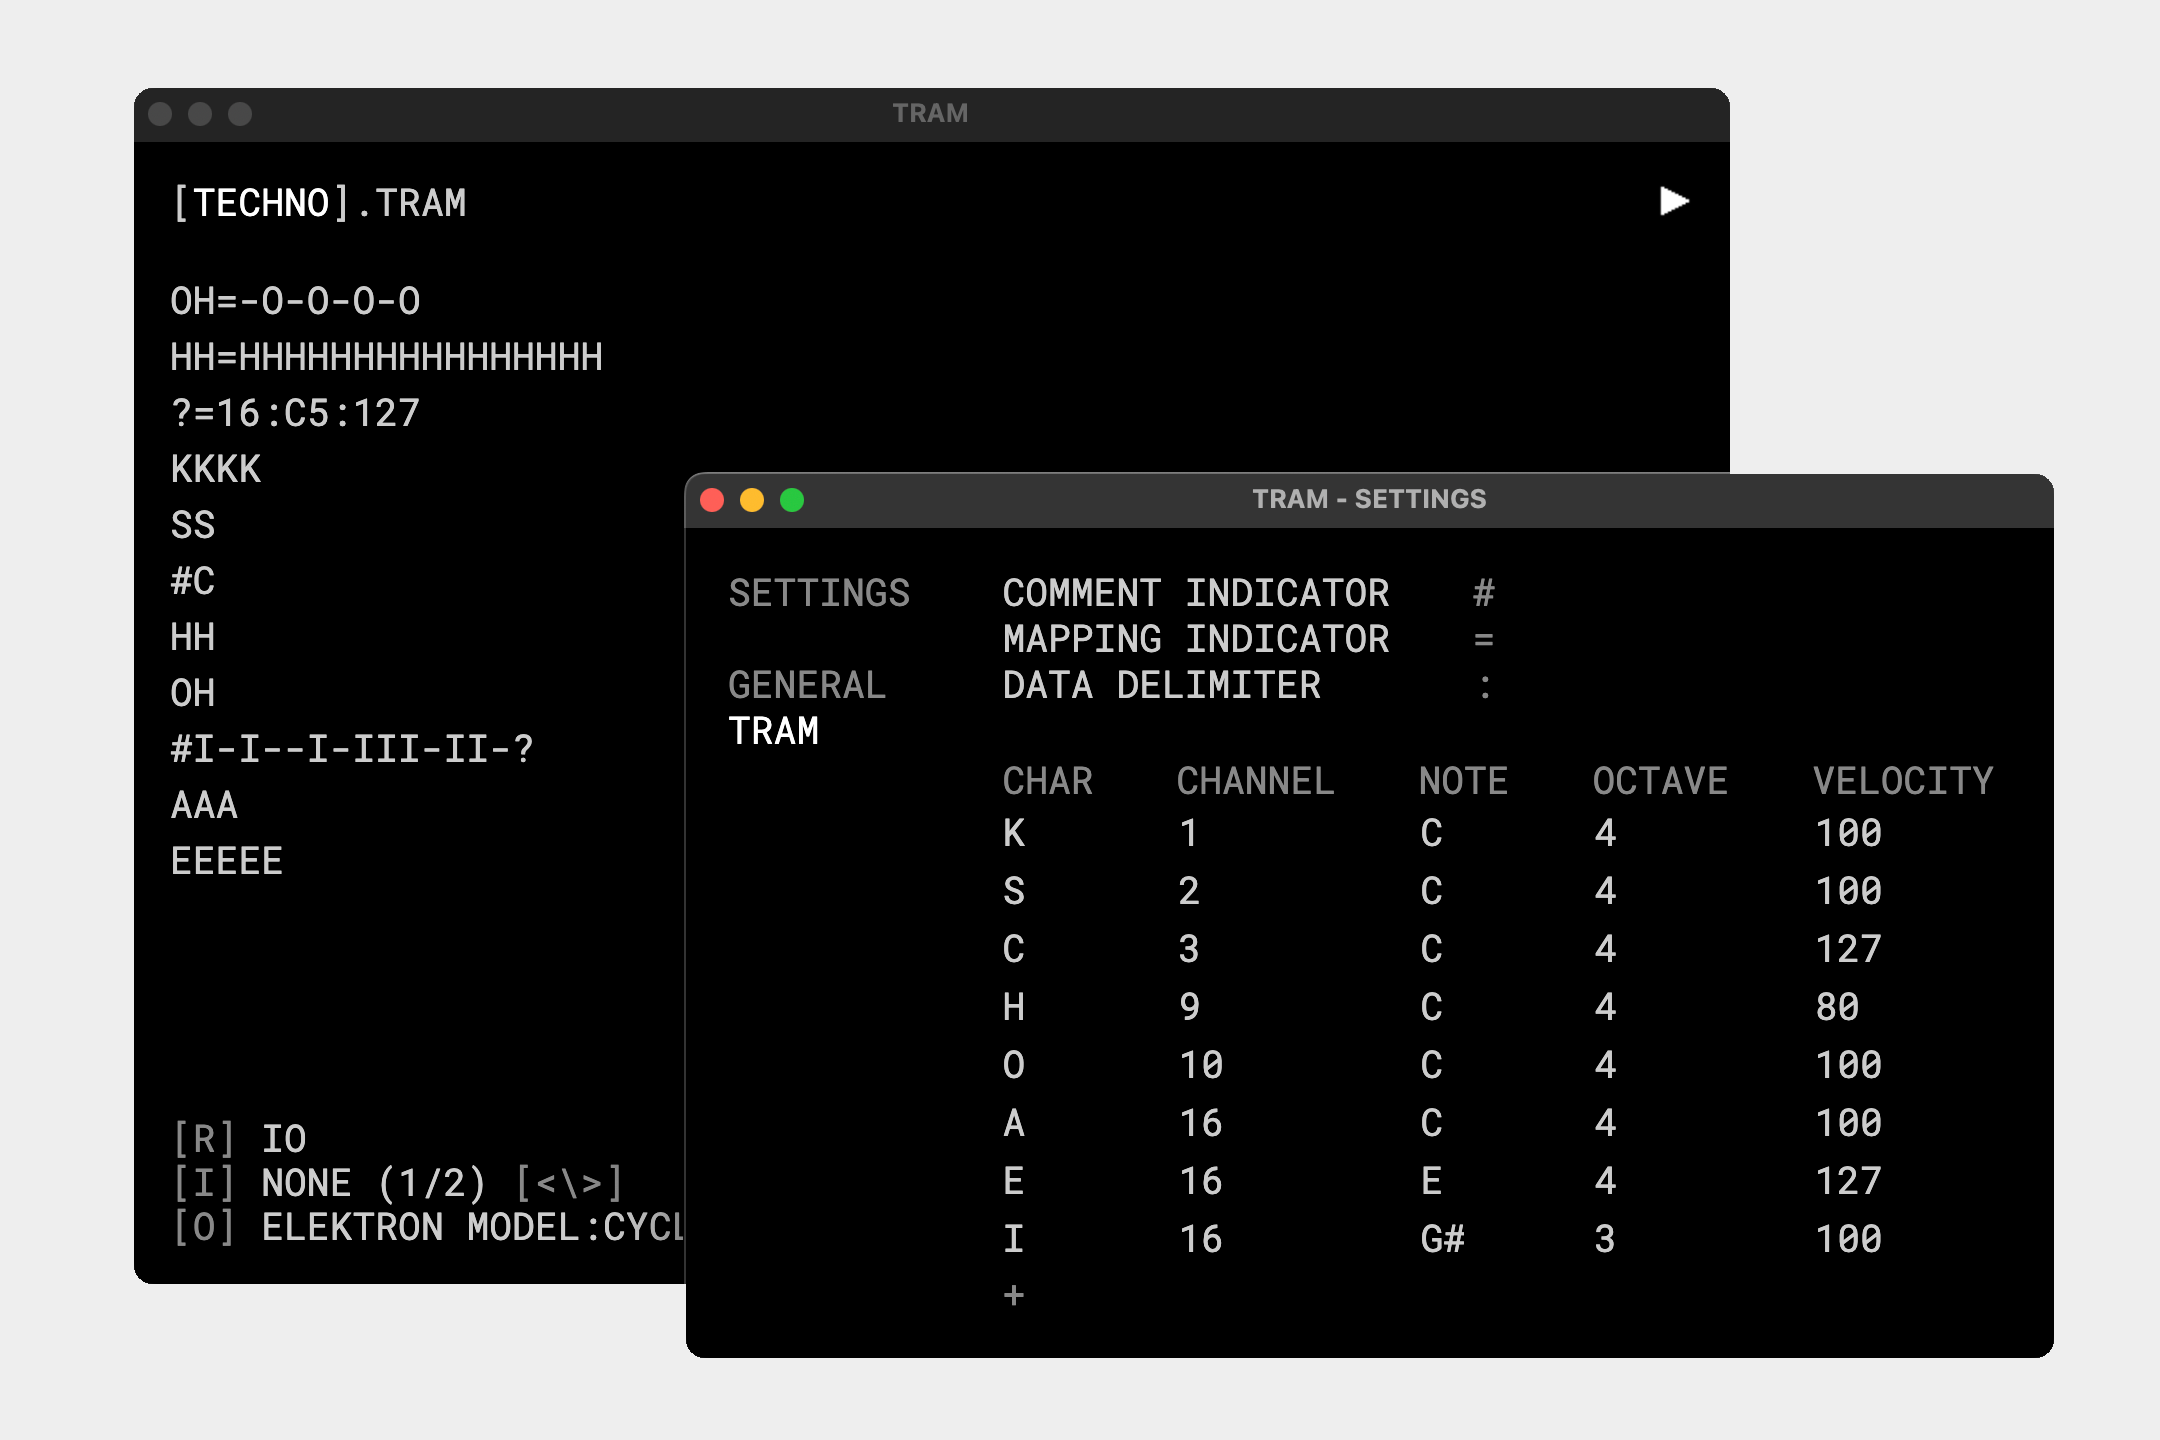 TRAM
[TECHNO].TRAM
OH=-O-O-O-O
HH=HHHHHHHHHHHHHHHH
?=16:C5:127
KKKK
SS
#C
HH
OH
#I-I--I-III-II-?
AAA
EEEEE
[R] IO
[I] NONE (1/2) [<\>]
[O] ELEKTRON MODEL:CYCL
TRAM - SETTINGS
SETTINGS
GENERAL
TRAM
COMMENT INDICATOR #
MAPPING INDICATOR =
DATA DELIMITER :
CHAR CHANNEL NOTE OCTAVE VELOCITY
K 1 C 4 100
S 2 C 4 100
C 3 C 4 127
H 9 C 4 80
O 10 C 4 100
A 16 C 4 100
E 16 E 4 127
I 16 G# 3 100
+